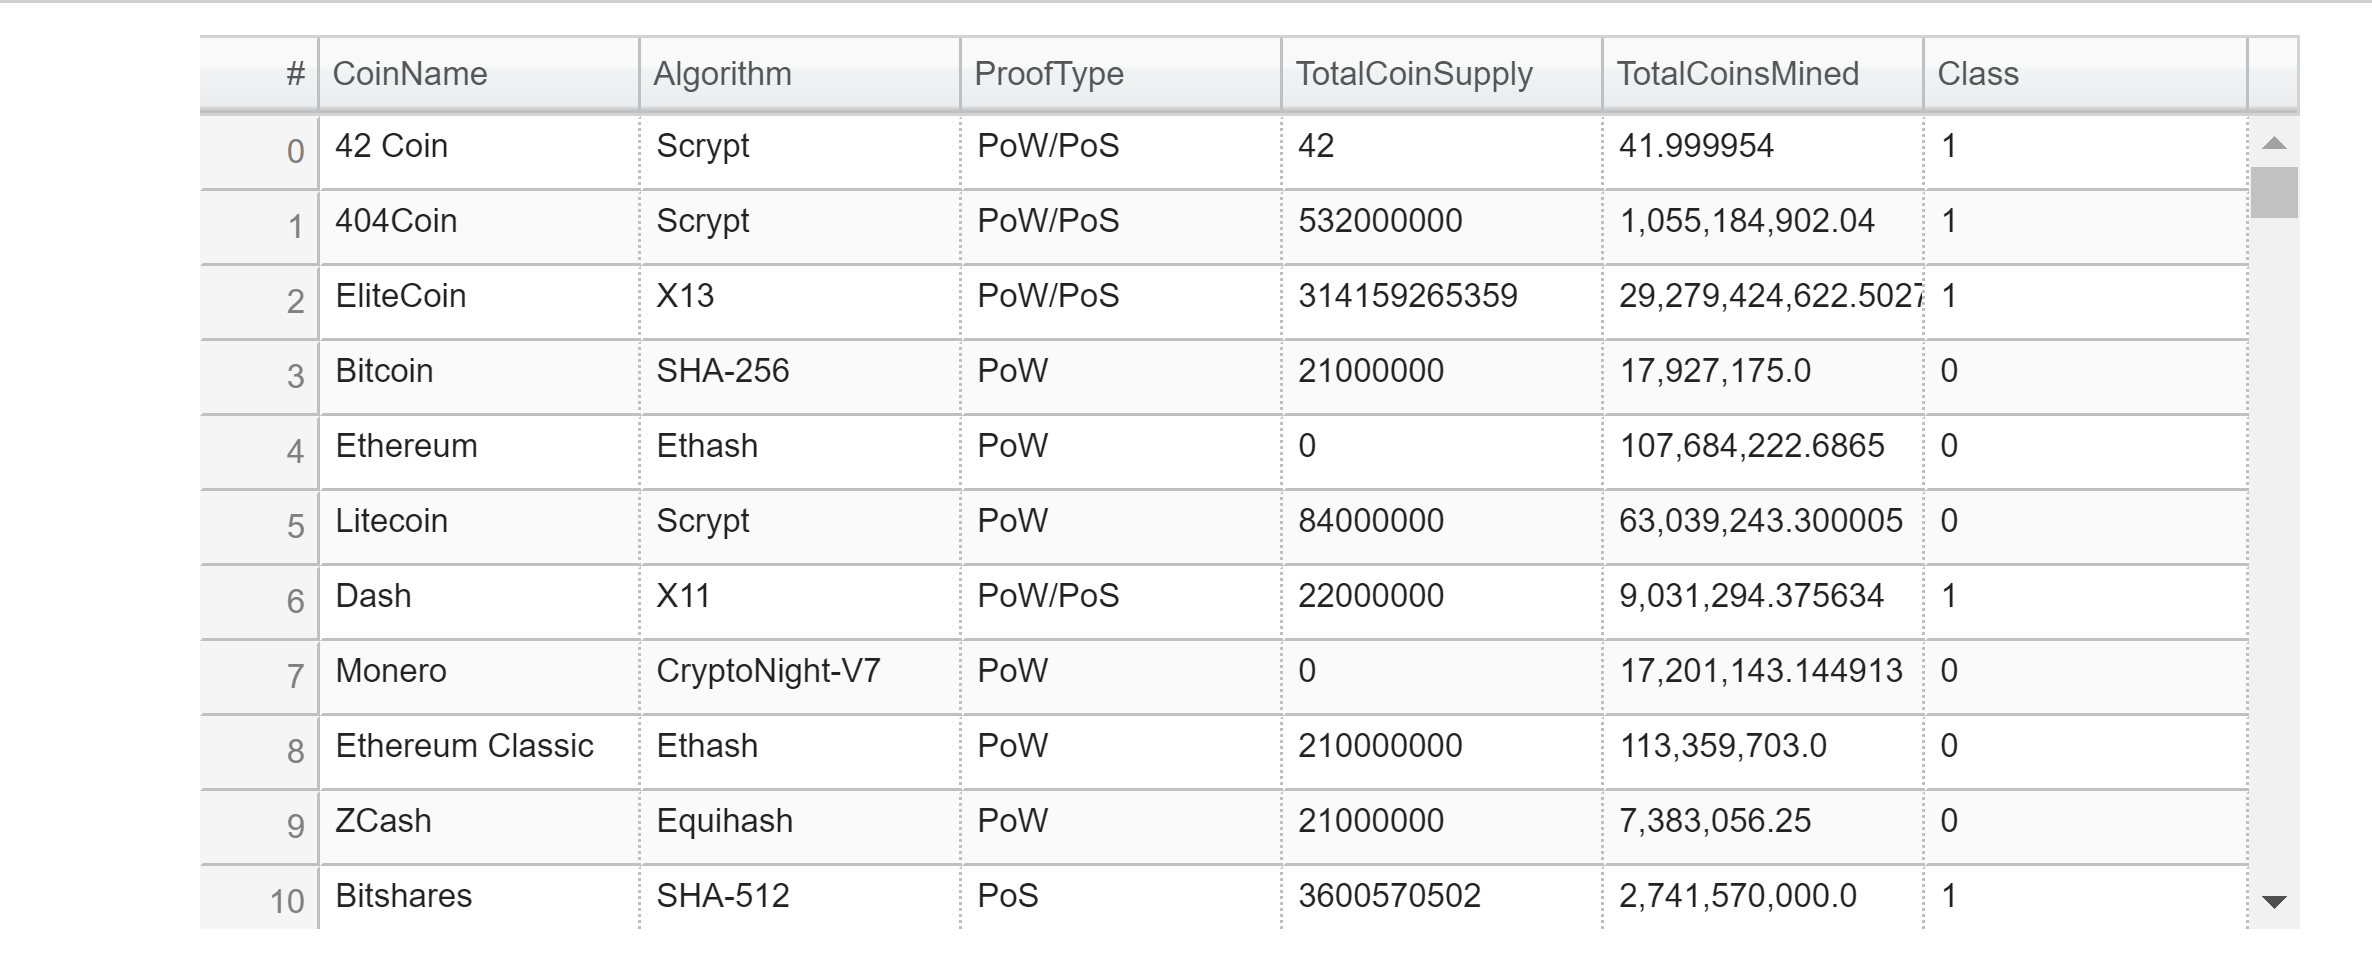 # CoinName Algorithm ProofType TotalCoinSupply TotalCoinsMined Class
0 42 Coin Scrypt PoW/PoS 42 41.999954 1
1 404Coin Scrypt PoW/PoS 532000000 1,055,184,902.04 1
2 EliteCoin X13 PoW/PoS 314159265359 29,279,424,622.5027 1
3 Bitcoin SHA-256 PoW 21000000 17,927,175.0 0
4 Ethereum Ethash PoW 0 107,684,222.6865 0
5 Litecoin Scrypt PoW 84000000 63,039,243.300005 0
6 Dash X11 PoW/PoS 22000000 9,031,294.375634 1
7 Monero CryptoNight-V7 PoW 0 17,201,143.144913 0
8 Ethereum Classic Ethash PoW 210000000 113,359,703.0 0
9 ZCash Equihash PoW 21000000 7,383,056.25 0
10 Bitshares SHA-512 PoS 3600570502 2,741,570,000.0 1